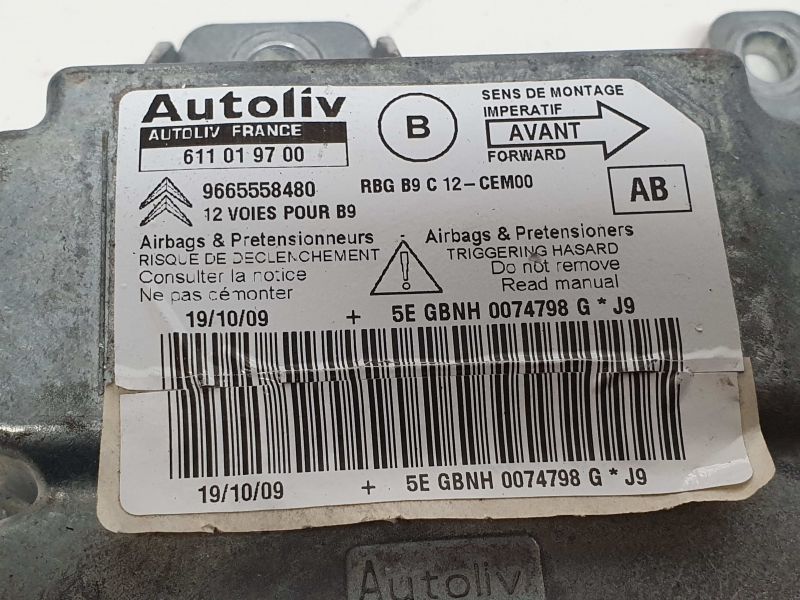 Autoliv
AUTOLIV FRANCE
611 01 97 00
B
SENS DE MONTAGE
IMPERATIF
AVANT
FORWARD
9665558480
12 VOIES POUR B9
RBG B9 C 12-CEM00
AB
Airbags & Pretensionneurs
RISQUE DE DECLENCHEMENT
Consulter la notice
Ne pas démonter
!
Airbags & Pretensioners
TRIGGERING HASARD
Do not remove
Read manual
19/10/09 + 5E GBNH 0074798 G * J9
19/10/09 + 5E GBNH 0074798 G * J9
Autoliv